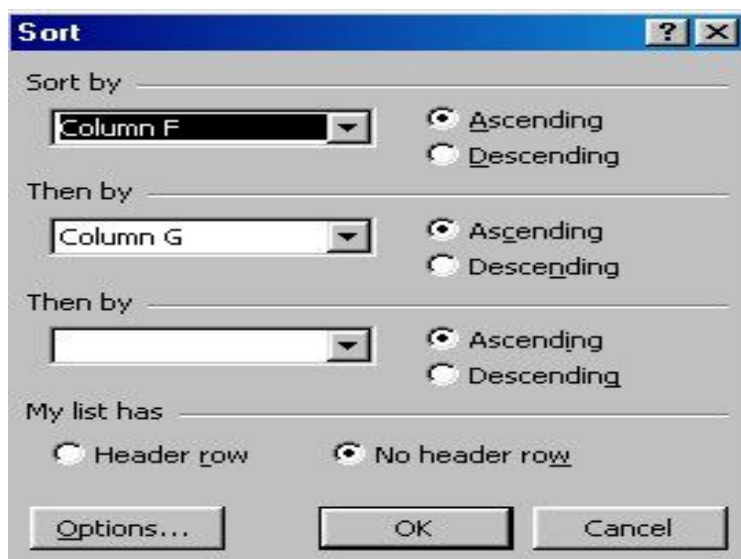 Sort ? ×
Sort by
Column F Ascending
Descending
Then by
Column G Ascending
Descending
Then by
Ascending
Descending
My list has
Header row No header row
Options... OK Cancel